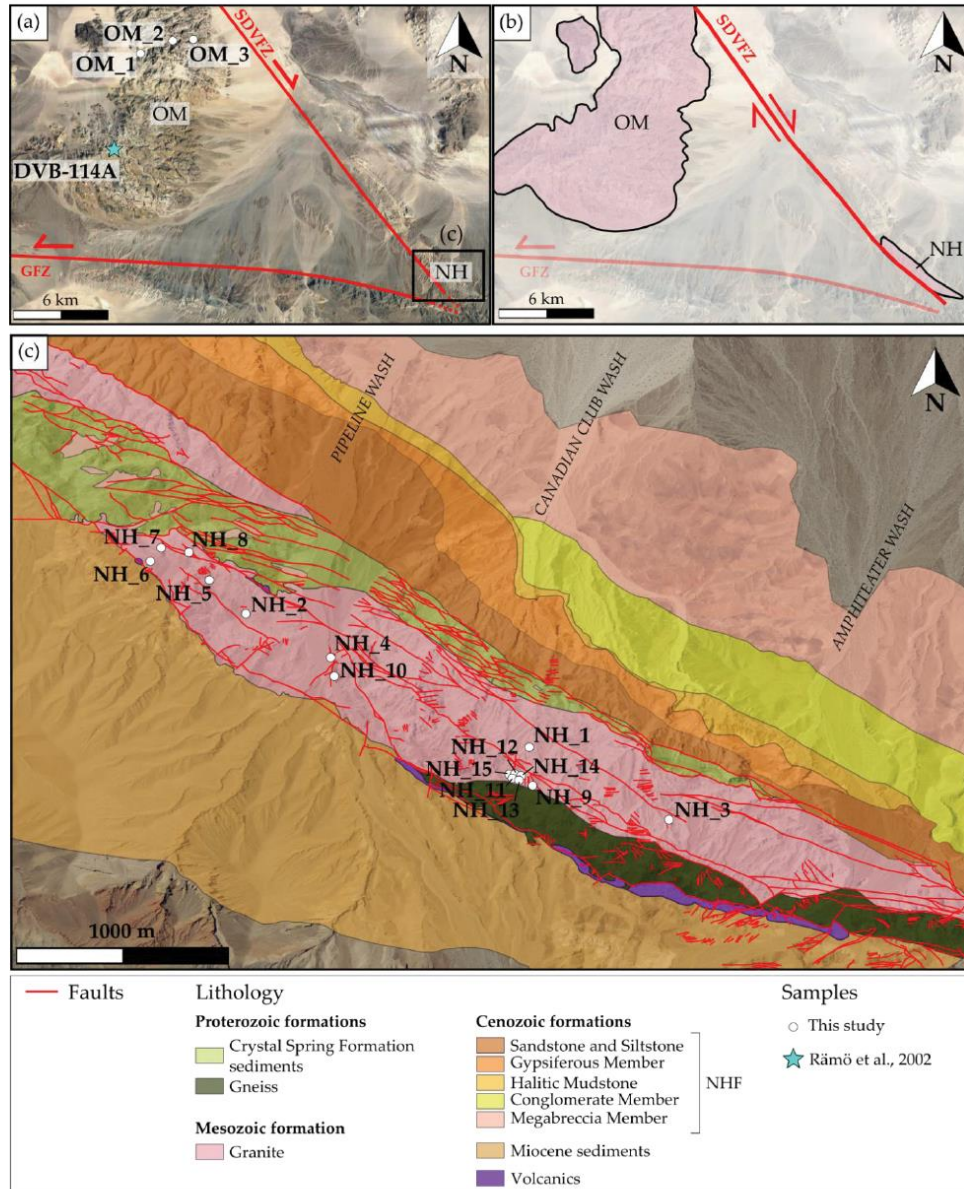 (a)
OM_2
OM_1
OM_3
SDVFZ
N
OM
DVB-114A
(c)
NH
GFZ
6 km
(b)
SDVFZ
N
OM
NH
GFZ
6 km
(c)
N
PIPELINE WASH
CANADIAN CLUB WASH
AMPHITEATER WASH
NH_7
NH_8
NH_6
NH_5
NH_2
NH_4
NH_10
NH_1
NH_12
NH_15
NH_14
NH_11
NH_9
NH_13
NH_3
1000 m
Faults
Lithology
Proterozoic formations
Crystal Spring Formation
sediments
Gneiss
Mesozoic formation
Granite
Cenozoic formations
Sandstone and Siltstone
Gypsiferous Member
Halitic Mudstone
Conglomerate Member
Megabreccia Member
NHF
Miocene sediments
Volcanics
Samples
This study
Rämö et al., 2002